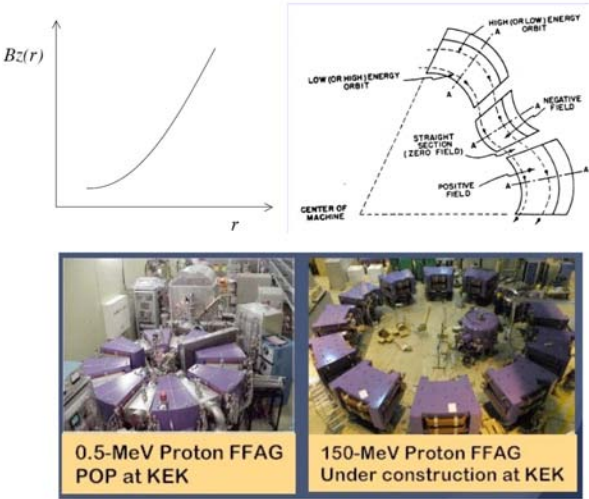 Bz(r)
r
HIGH (OR LOW) ENERGY
ORBIT
A
LOW (OR HIGH) ENERGY
ORBIT
A
A
NEGATIVE
FIELD
STRAIGHT
SECTION
(ZERO FIELD)
A
POSITIVE
FIELD
A
A
CENTER OF
MACHINE
0.5-MeV Proton FFAG
POP at KEK
150-MeV Proton FFAG
Under construction at KEK